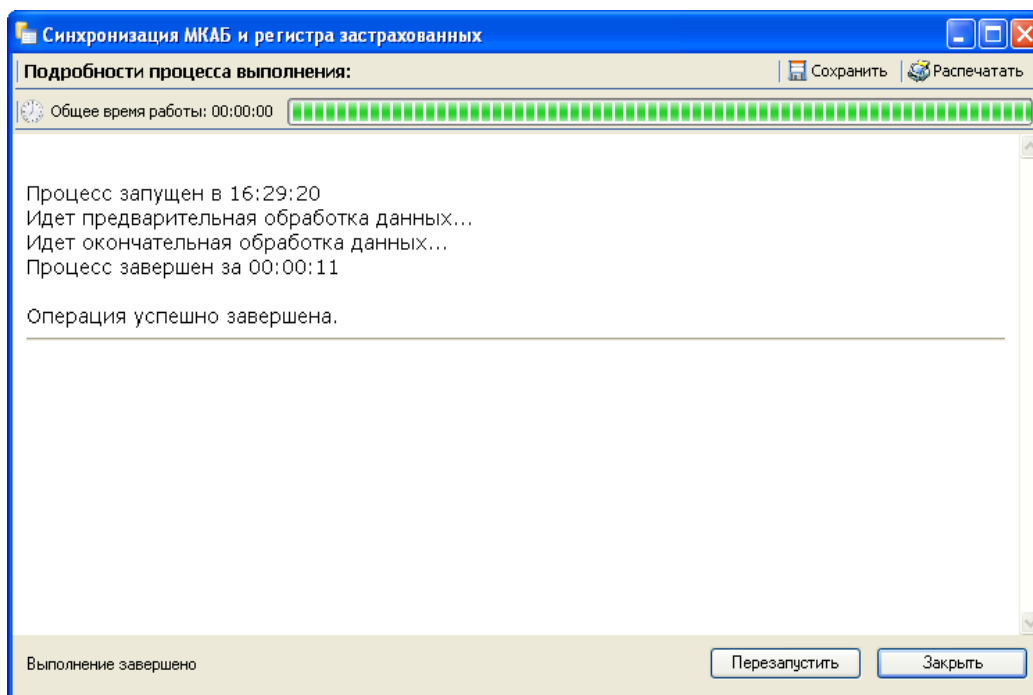 Синхронизация МКАБ и регистра застрахованных
Подробности процесса выполнения: Сохранить Распечатать
Общее время работы: 00:00:00
Процесс запущен в 16:29:20
Идет предварительная обработка данных...
Идет окончательная обработка данных...
Процесс завершен за 00:00:11
Операция успешно завершена.
Выполнение завершено Перезапустить Закрыть